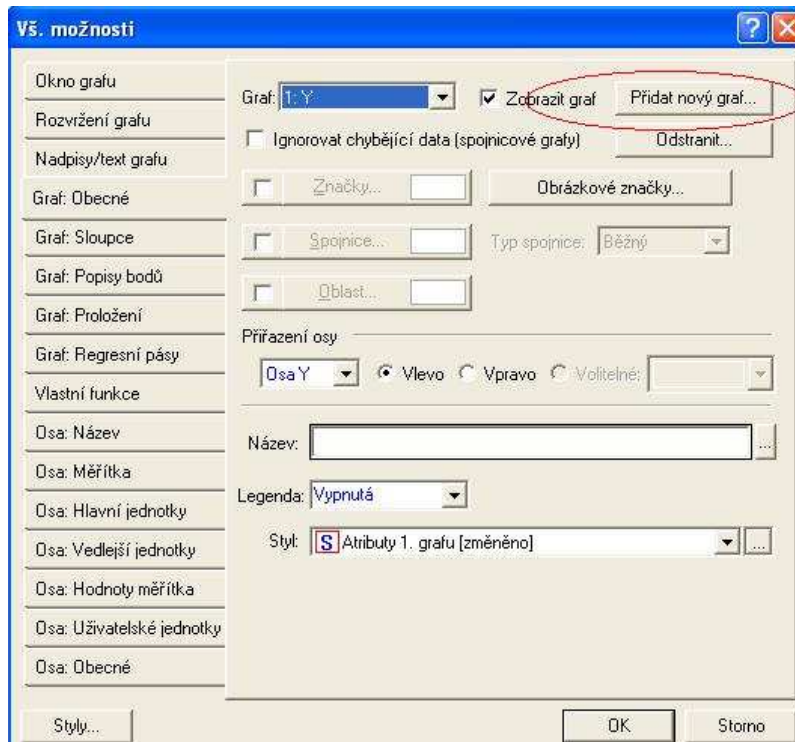 Vš. možnosti
Okno grafu
Rozvržení grafu
Nadpisy/text grafu
Graf: Obecné
Graf: Sloupce
Graf: Popisy bodů
Graf: Proložení
Graf: Regresní pásy
Vlastní funkce
Osa: Název
Osa: Měřítka
Osa: Hlavní jednotky
Osa: Vedlejší jednotky
Osa: Hodnoty měřítka
Osa: Uživatelské jednotky
Osa: Obecné
Graf: 1: Y Zobrazit graf Přidat nový graf...
Ignorovat chybějící data (spojnicové grafy) Odstranit...
Značky... Obrázkové značky...
Spojnice... Typ spojnice: Běžný
Oblast...
Přiřazení osy
Osa Y Vlevo Vpravo Volitelné:
Název: ...
Legenda: Vypnutá
Styl: S Atributy 1. grafu [změněno] ...
Styly... OK Storno